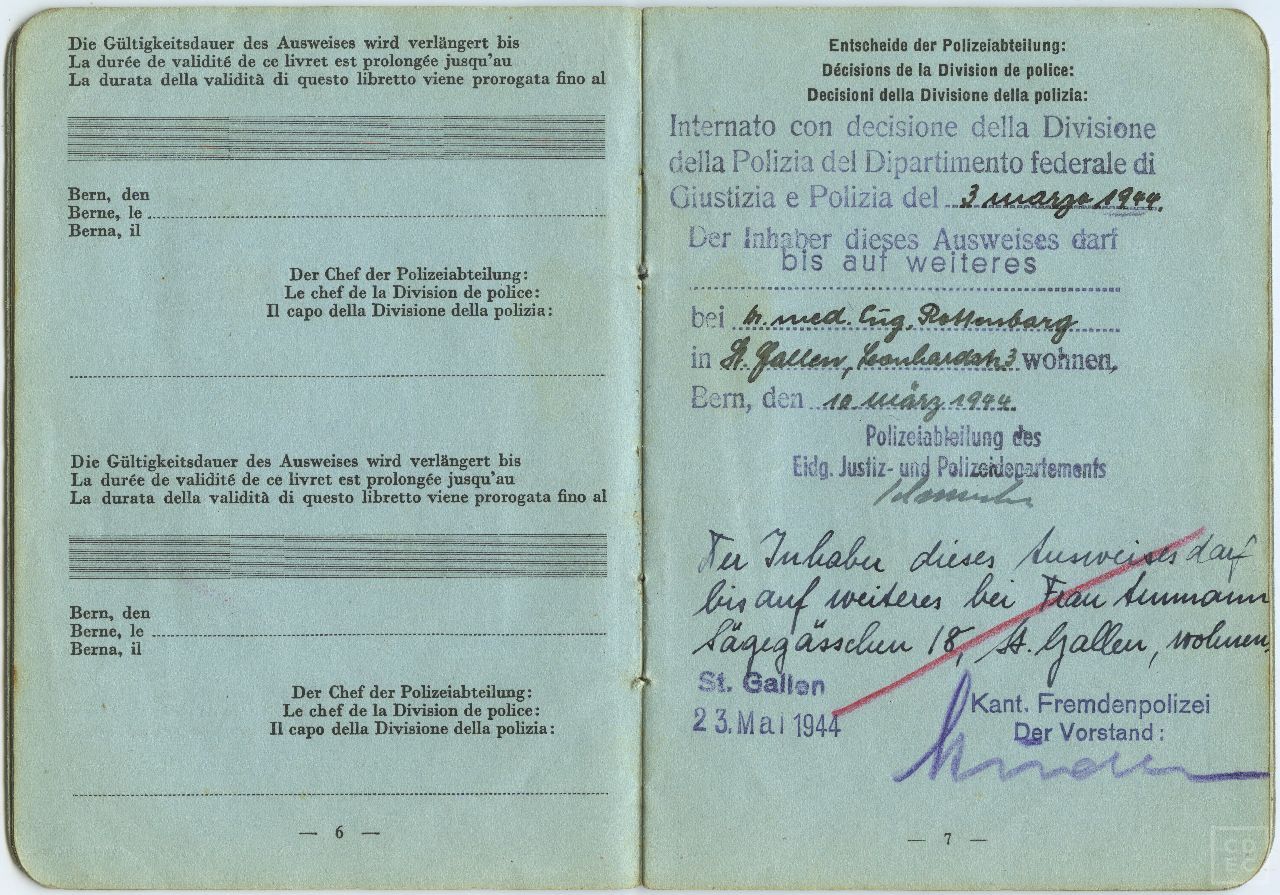 Die Gültigkeitsdauer des Ausweises wird verlängert bis
La durée de validité de ce livret est prolongée jusqu'au
La durata della validità di questo libretto viene prorogata fino al
Bern, den
Berne, le
Berna, il
Der Chef der Polizeiabteilung:
Le chef de la Division de police:
Il capo della Divisione della polizia:
Die Gültigkeitsdauer des Ausweises wird verlängert bis
La durée de validité de ce livret est prolongée jusqu'au
La durata della validità di questo libretto viene prorogata fino al
Bern, den
Berne, le
Berna, il
Der Chef der Polizeiabteilung:
Le chef de la Division de police:
Il capo della Divisione della polizia:
— 6 —
Entscheide der Polizeiabteilung:
Décisions de la Division de police:
Decisioni della Divisione della polizia:
Internato con decisione della Divisione
della Polizia del Dipartimento federale di
Giustizia e Polizia del 3 marzo 1944.
Der Inhaber dieses Ausweises darf
bis auf weiteres
bei Dr. med. Eug. Rottenberg
in St. Gallen, Leonhardstr 3 wohnen.
Bern, den 10 märz 1944.
Polizeiabteilung des
Eidg. Justiz- und Polizeidepartements
Der Inhaber dieses Ausweises darf
bis auf weiteres bei Frau Ammann
Sägegässchen 18, St. Gallen, wohnen.
St. Gallen
23. Mai 1944
Kant. Fremdenpolizei
Der Vorstand:
— 7 —
CDEC